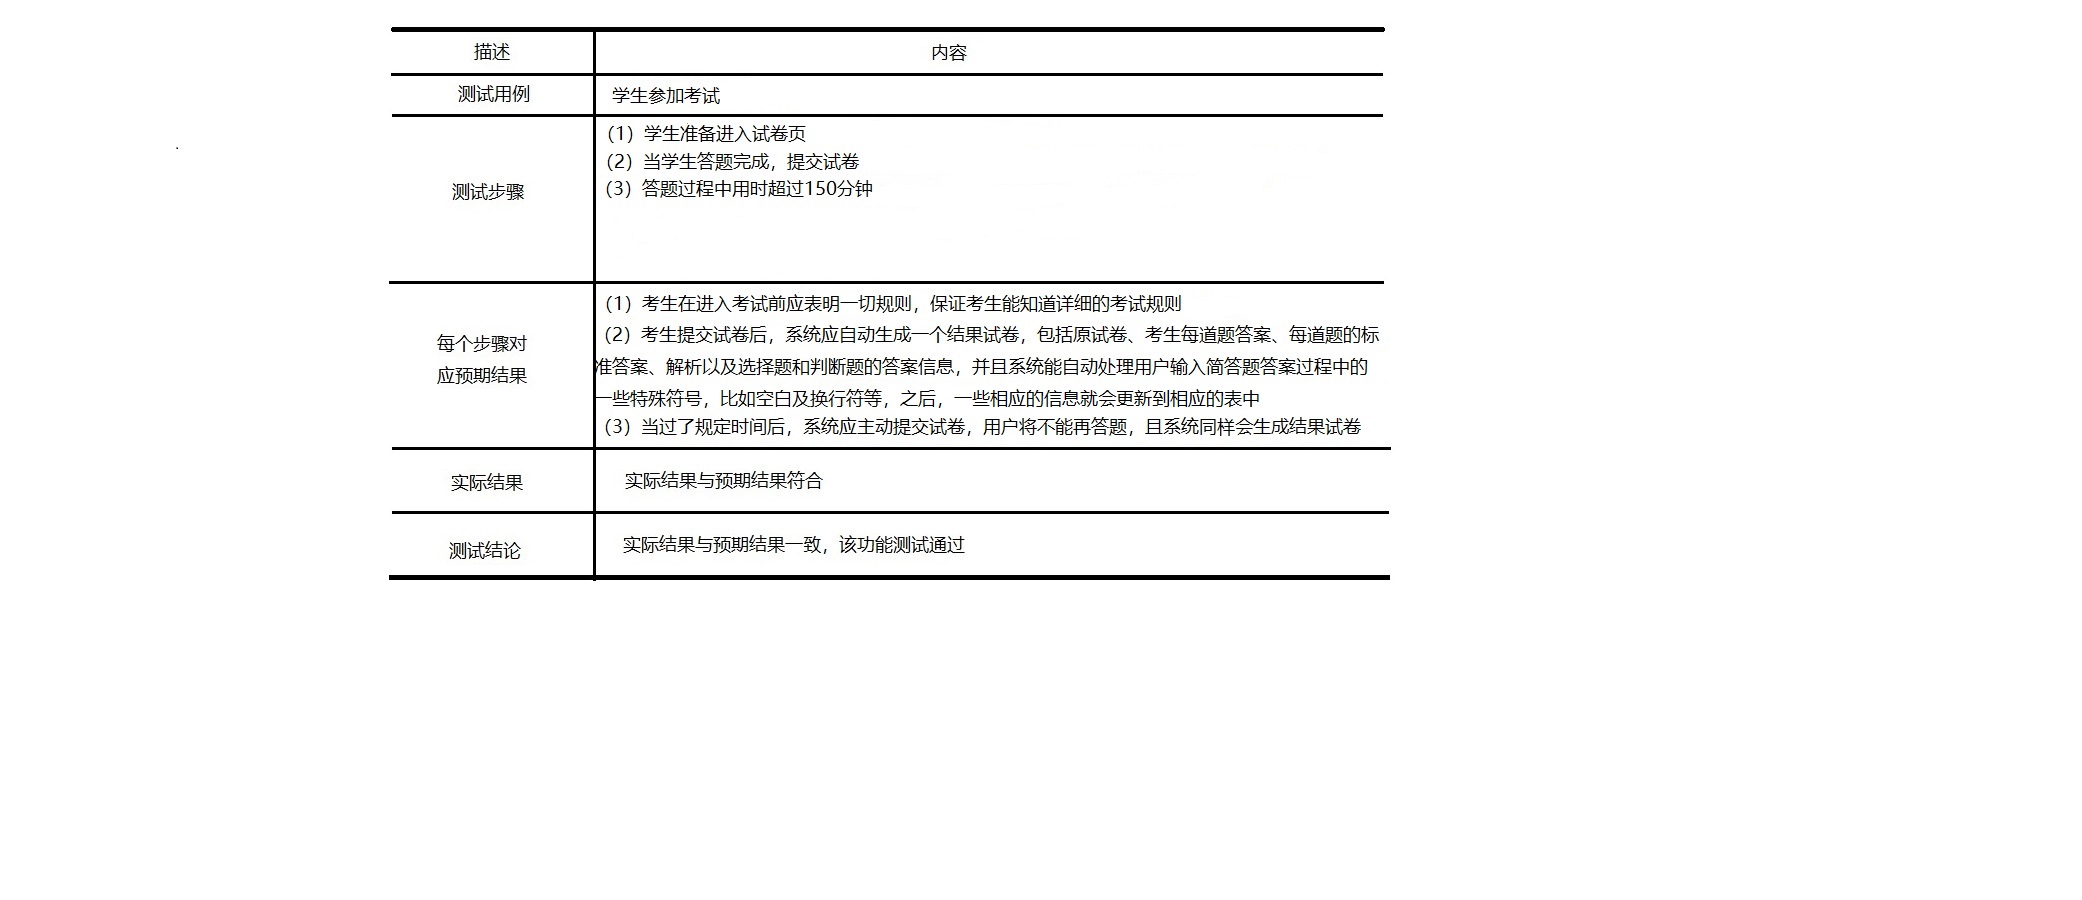 描述 内容
测试用例 学生参加考试
(1) 学生准备进入试卷页
(2) 当学生答题完成，提交试卷
(3) 答题过程中用时超过150分钟
测试步骤
(1) 考生在进入考试前应表明一切规则，保证考生能知道详细的考试规则
(2) 考生提交试卷后，系统应自动生成一个结果试卷，包括原试卷、考生每道题答案、每道题的标
准答案、解析以及选择题和判断题的答案信息，并且系统能自动处理用户输入简答题答案过程中的
一些特殊符号，比如空白及换行符等，之后，一些相应的信息就会更新到相应的表中
(3) 当过了规定时间后，系统应主动提交试卷，用户将不能再答题，且系统同样会生成结果试卷
每个步骤对
应预期结果
实际结果 实际结果与预期结果符合
测试结论 实际结果与预期结果一致，该功能测试通过